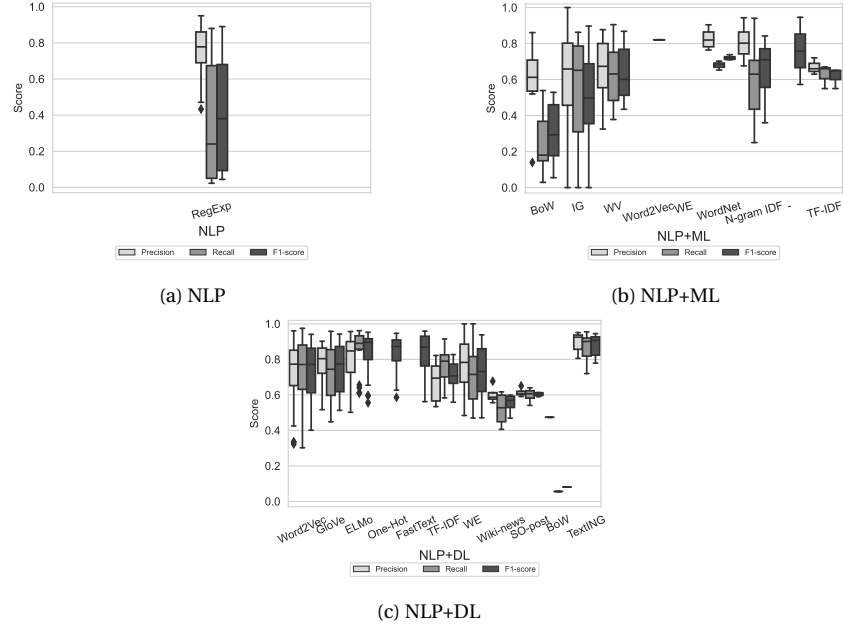 1.0
0.8
0.6
0.4
0.2
0.0
Score
RegExp
NLP
Precision Recall F1-score
(a) NLP
1.0
0.8
0.6
0.4
0.2
0.0
Score
BoW IG WV Word2Vec WE WordNet N-gram IDF - TF-IDF
NLP+ML
Precision Recall F1-score
(b) NLP+ML
1.0
0.8
0.6
0.4
0.2
0.0
Score
Word2Vec GloVe ELMo One-Hot FastText TF-IDF WE Wiki-news SO-post BoW TextING
NLP+DL
Precision Recall F1-score
(c) NLP+DL